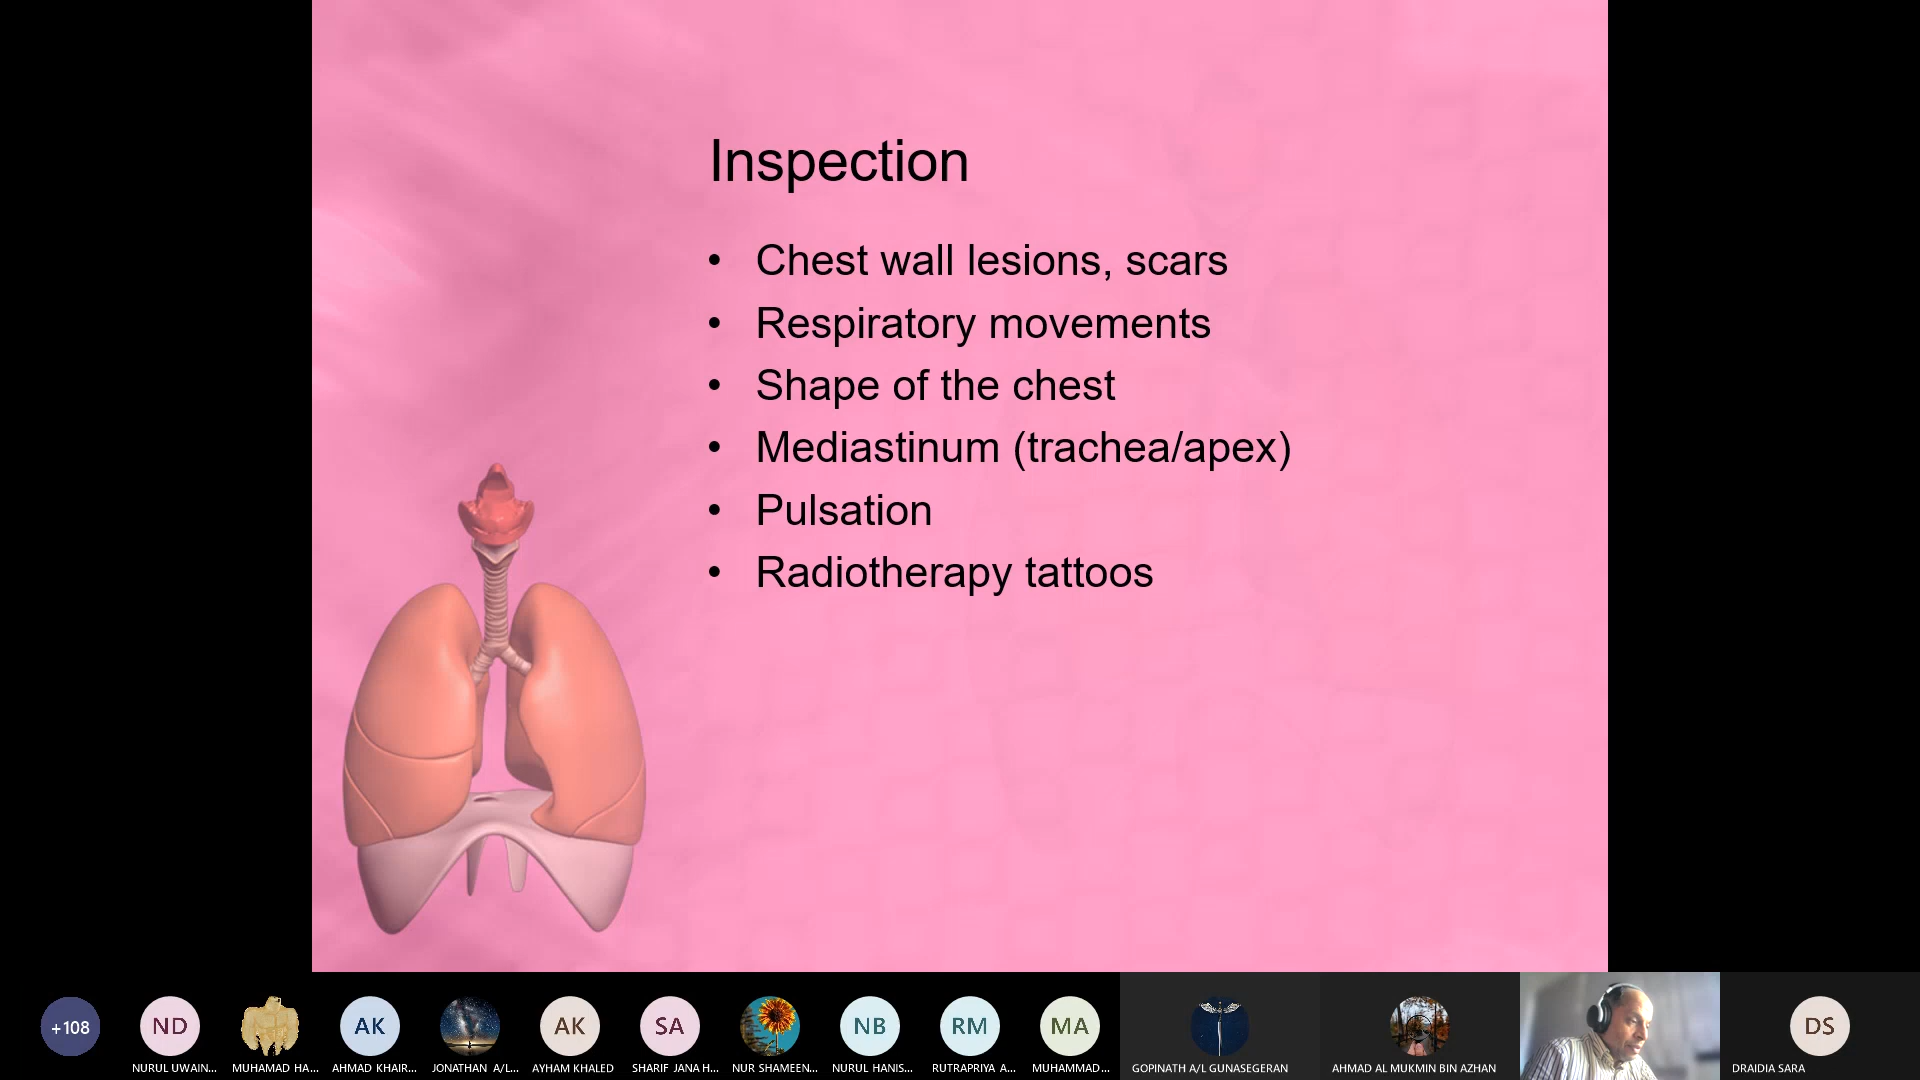 Inspection
• Chest wall lesions, scars
• Respiratory movements
• Shape of the chest
• Mediastinum (trachea/apex)
• Pulsation
• Radiotherapy tattoos
+108
ND
AK
AK
SA
NB
RM
MA
DS
NURUL UWAIN...
MUHAMAD HA...
AHMAD KHAIR...
JONATHAN A/L...
AYHAM KHALED
SHARIF JANA H...
NUR SHAMEEN...
NURUL HANIS...
RUTRAPRIYA A...
MUHAMMAD...
GOPINATH A/L GUNASEGERAN
AHMAD AL MUKMIN BIN AZHAN
DRAIDIA SARA